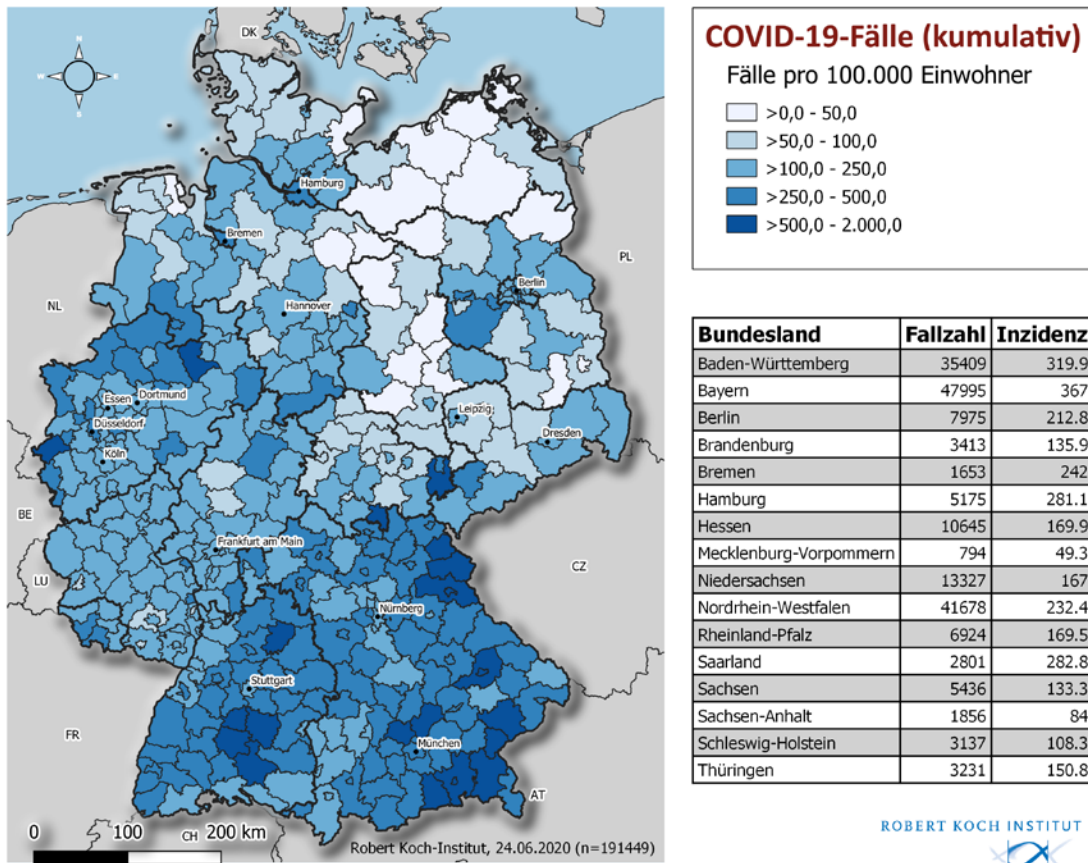 DK
N
W
E
S
Hamburg
Bremen
PL
Berlin
NL
Hannover
Essen
Dortmund
Düsseldorf
Leipzig
Dresden
Köln
BE
Frankfurt am Main
LU
CZ
Nürnberg
Stuttgart
FR
München
AT
0 100 CH 200 km
Robert Koch-Institut, 24.06.2020 (n=191449)
COVID-19-Fälle (kumulativ)
Fälle pro 100.000 Einwohner
>0,0 - 50,0
>50,0 - 100,0
>100,0 - 250,0
>250,0 - 500,0
>500,0 - 2.000,0
Bundesland Fallzahl Inzidenz
Baden-Württemberg 35409 319.9
Bayern 47995 367
Berlin 7975 212.8
Brandenburg 3413 135.9
Bremen 1653 242
Hamburg 5175 281.1
Hessen 10645 169.9
Mecklenburg-Vorpommern 794 49.3
Niedersachsen 13327 167
Nordrhein-Westfalen 41678 232.4
Rheinland-Pfalz 6924 169.5
Saarland 2801 282.8
Sachsen 5436 133.3
Sachsen-Anhalt 1856 84
Schleswig-Holstein 3137 108.3
Thüringen 3231 150.8
ROBERT KOCH INSTITUT